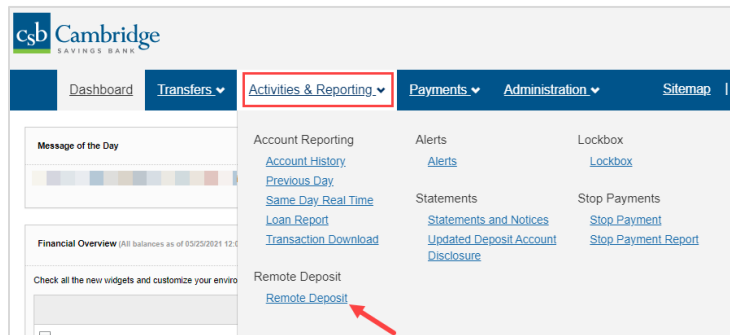 csb Cambridge
SAVINGS BANK
Dashboard Transfers Activities & Reporting Payments Administration Sitemap |
Message of the Day
Account Reporting
Account History
Previous Day
Same Day Real Time
Loan Report
Transaction Download
Remote Deposit
Remote Deposit
Alerts
Alerts
Statements
Statements and Notices
Updated Deposit Account
Disclosure
Lockbox
Lockbox
Stop Payments
Stop Payment
Stop Payment Report
Financial Overview (All balances as of 05/25/2021 12:0
Check all the new widgets and customize your enviro